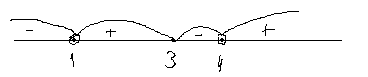 - + - +
1 3 4